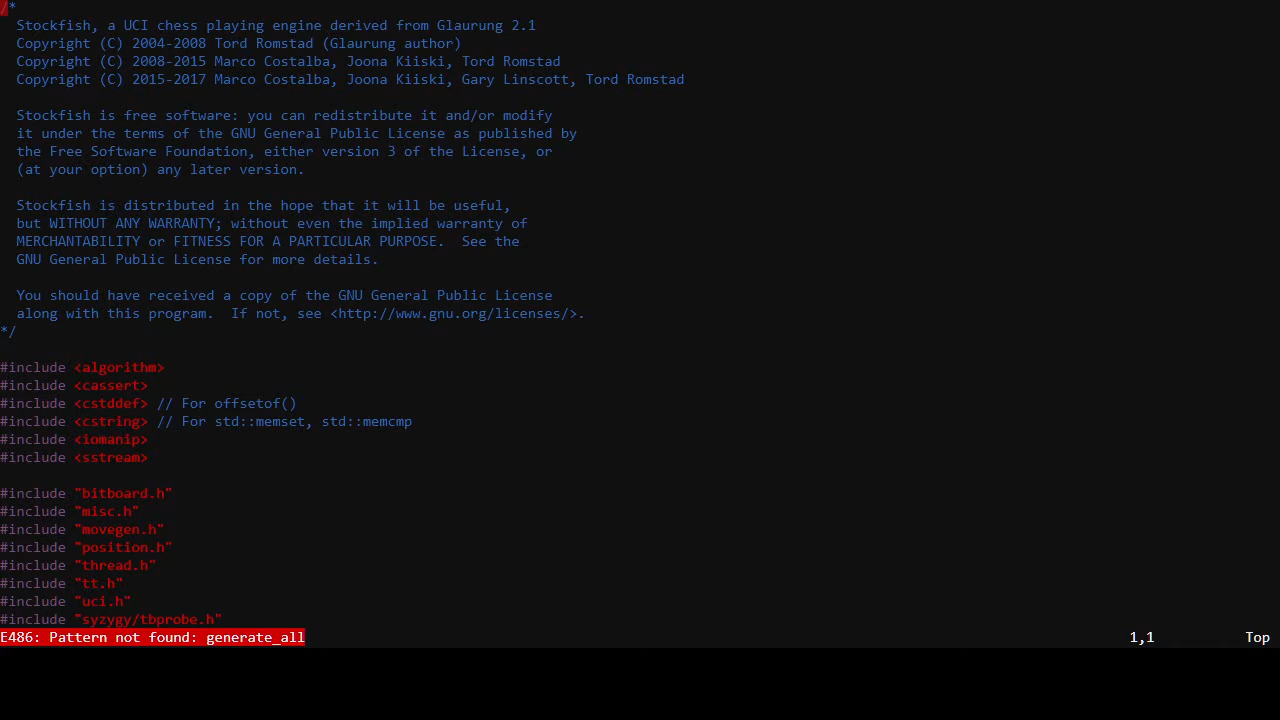 /*
  Stockfish, a UCI chess playing engine derived from Glaurung 2.1
  Copyright (C) 2004-2008 Tord Romstad (Glaurung author)
  Copyright (C) 2008-2015 Marco Costalba, Joona Kiiski, Tord Romstad
  Copyright (C) 2015-2017 Marco Costalba, Joona Kiiski, Gary Linscott, Tord Romstad

  Stockfish is free software: you can redistribute it and/or modify
  it under the terms of the GNU General Public License as published by
  the Free Software Foundation, either version 3 of the License, or
  (at your option) any later version.

  Stockfish is distributed in the hope that it will be useful,
  but WITHOUT ANY WARRANTY; without even the implied warranty of
  MERCHANTABILITY or FITNESS FOR A PARTICULAR PURPOSE.  See the
  GNU General Public License for more details.

  You should have received a copy of the GNU General Public License
  along with this program.  If not, see <http://www.gnu.org/licenses/>.
*/

#include <algorithm>
#include <cassert>
#include <cstddef> // For offsetof()
#include <cstring> // For std::memset, std::memcmp
#include <iomanip>
#include <sstream>

#include "bitboard.h"
#include "misc.h"
#include "movegen.h"
#include "position.h"
#include "thread.h"
#include "tt.h"
#include "uci.h"
#include "syzygy/tbprobe.h"
E486: Pattern not found: generate_all 1,1 Top